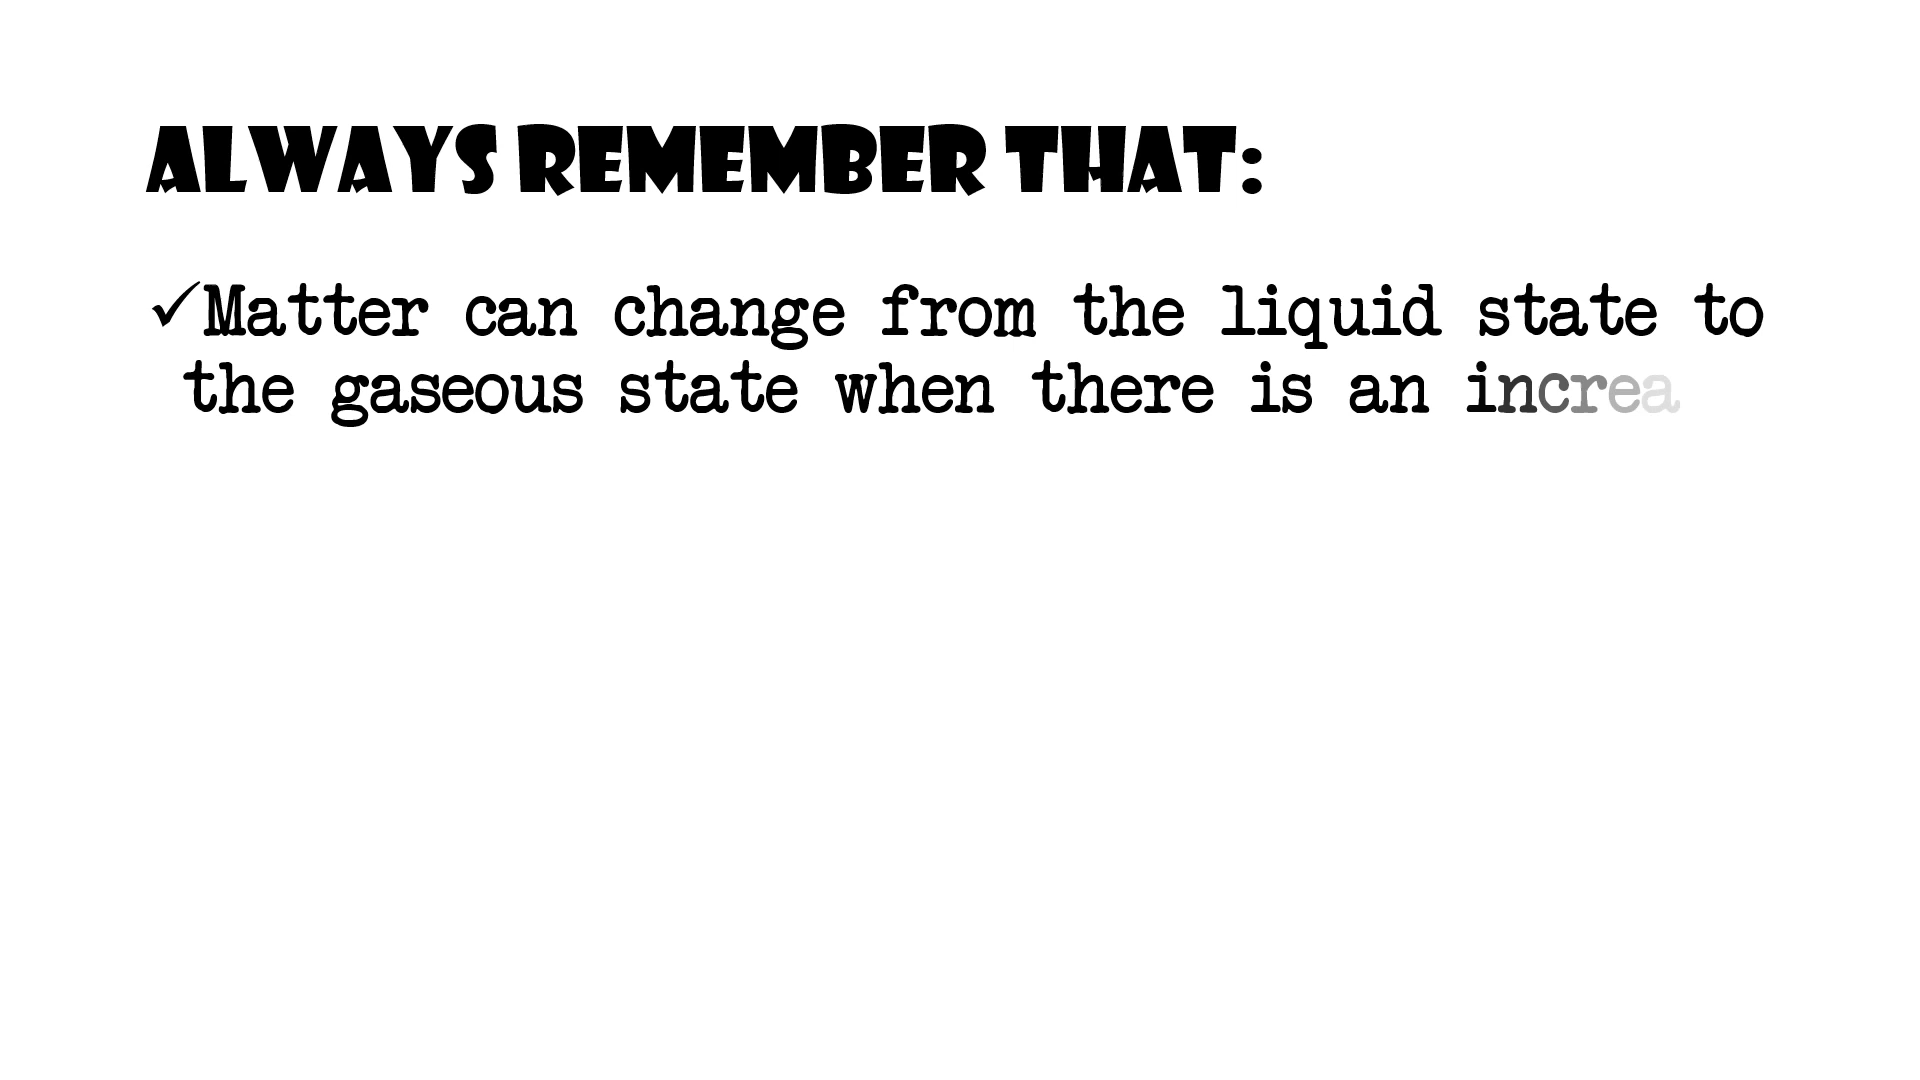 ALWAYS REMEMBER THAT:
✓Matter can change from the liquid state to
the gaseous state when there is an increa